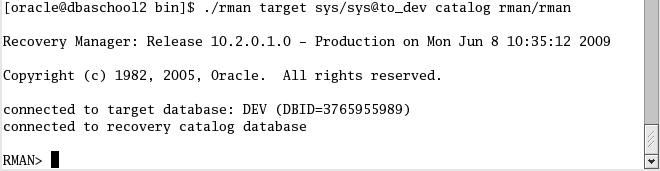 [oracle@dbaschool2 bin]$ ./rman target sys/sys@to_dev catalog rman/rman
Recovery Manager: Release 10.2.0.1.0 - Production on Mon Jun 8 10:35:12 2009
Copyright (c) 1982, 2005, Oracle.  All rights reserved.
connected to target database: DEV (DBID=3765955989)
connected to recovery catalog database
RMAN>